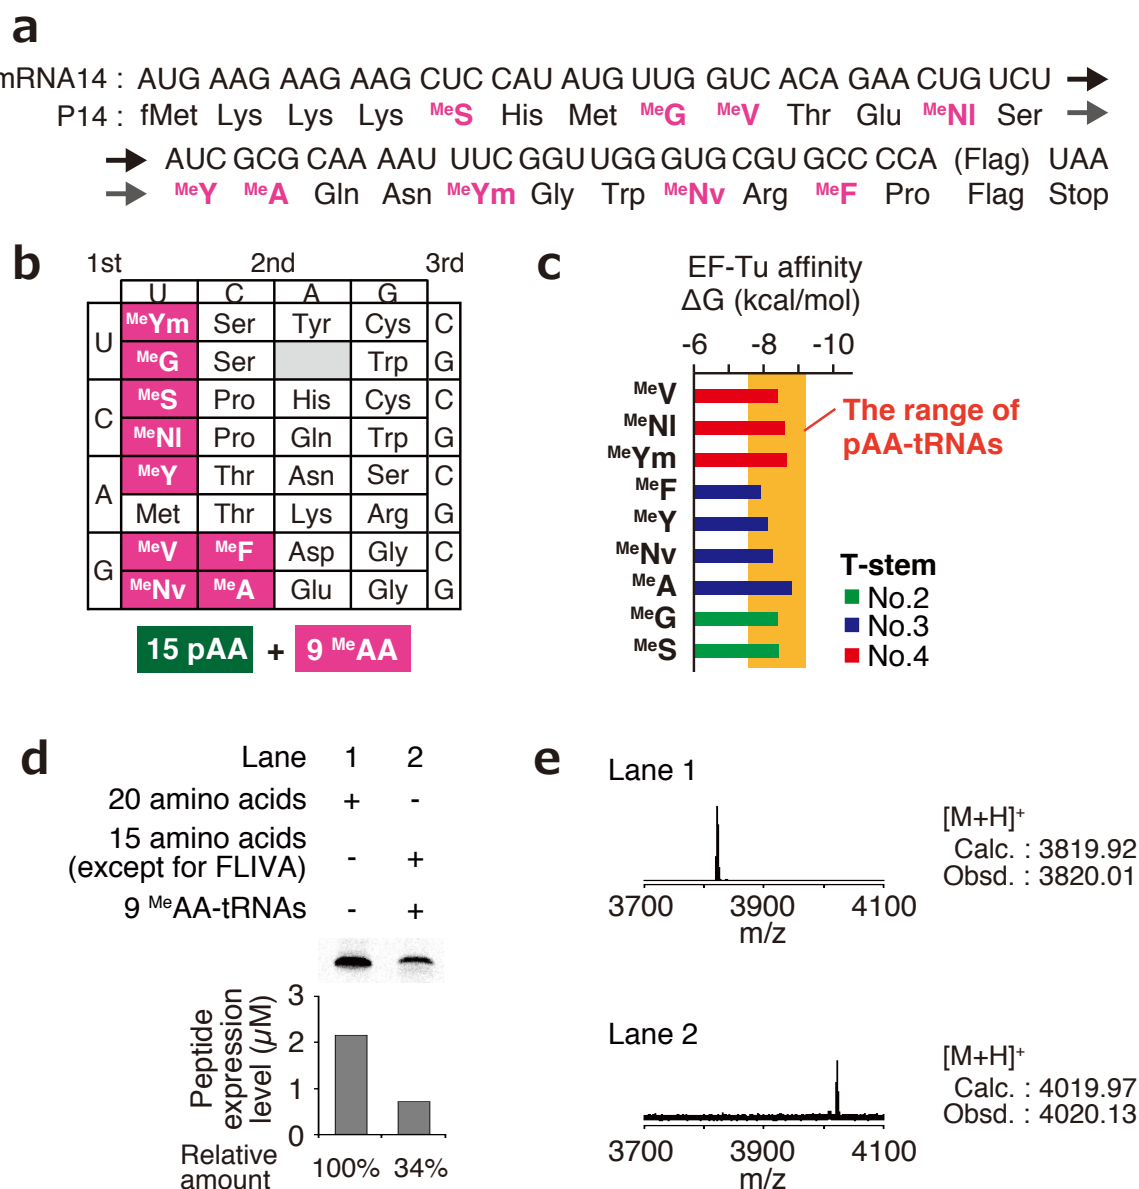 a
mRNA14 : AUG AAG AAG AAG CUC CAU AUG UUG GUC ACA GAA CUG UCU
P14 : fMet Lys Lys Lys MeS His Met MeG MeV Thr Glu MeNl Ser
AUC GCG CAA AAU UUC GGU UGG GUG CGU GCC CCA (Flag) UAA
MeY MeA Gln Asn MeYm Gly Trp MeNv Arg MeF Pro Flag Stop
b
1st 2nd 3rd
U C A G
U MeYm Ser Tyr Cys C
MeG Ser Trp G
C MeS Pro His Cys C
MeNl Pro Gln Trp G
A MeY Thr Asn Ser C
Met Thr Lys Arg G
G MeV MeF Asp Gly C
MeNv MeA Glu Gly G
15 pAA + 9 MeAA
c
EF-Tu affinity
ΔG (kcal/mol)
-6 -8 -10
MeV
MeNl
MeYm
MeF
MeY
MeNv
MeA
MeG
MeS
The range of
pAA-tRNAs
T-stem
No.2
No.3
No.4
d
Lane 1 2
20 amino acids + -
15 amino acids
(except for FLIVA) - +
9 MeAA-tRNAs - +
Peptide
expression
level (μM)
3
2
1
0
Relative
amount 100% 34%
e
Lane 1
[M+H]+
Calc. : 3819.92
Obsd. : 3820.01
3700 3900 4100
m/z
Lane 2
[M+H]+
Calc. : 4019.97
Obsd. : 4020.13
3700 3900 4100
m/z